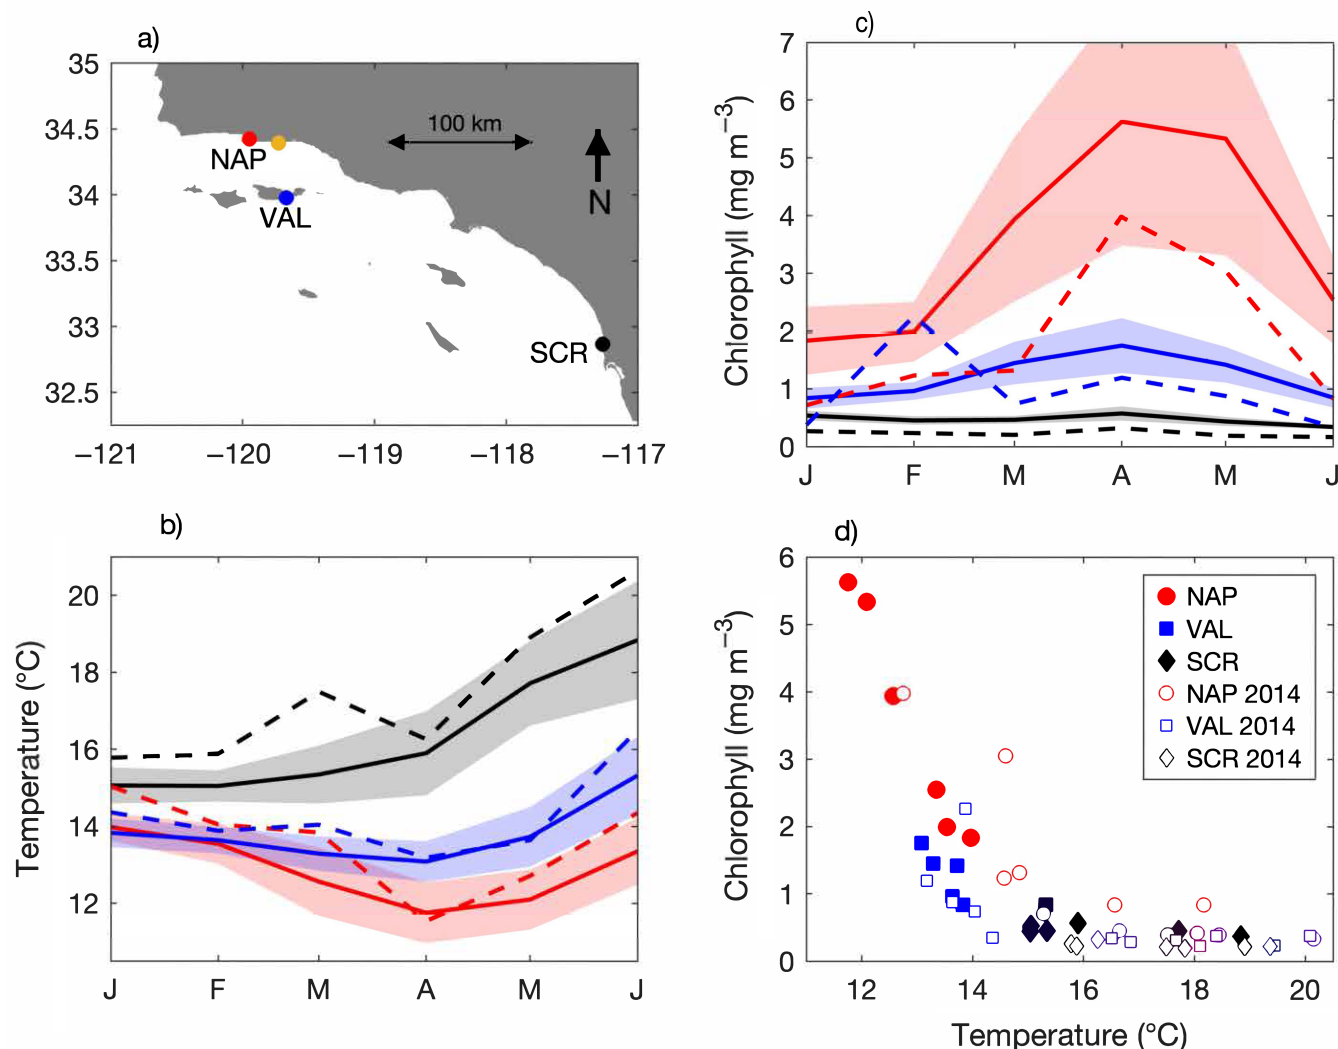 a)
35
34.5
34
33.5
33
32.5
−121
−120
−119
−118
−117
100 km
N
NAP
VAL
SCR
c)
Chlorophyll (mg m−3)
7
6
5
4
3
2
1
0
J
F
M
A
M
J
b)
Temperature (°C)
20
18
16
14
12
J
F
M
A
M
J
d)
Chlorophyll (mg m−3)
6
5
4
3
2
1
0
12
14
16
18
20
Temperature (°C)
NAP
VAL
SCR
NAP 2014
VAL 2014
SCR 2014